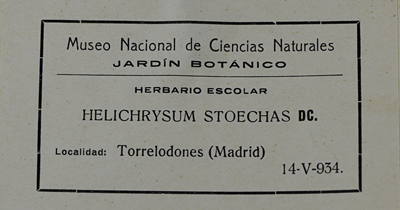 Museo Nacional de Ciencias Naturales
JARDÍN BOTÁNICO
HERBARIO ESCOLAR
HELICHRYSUM STOECHAS DC.
Localidad: Torrelodones (Madrid)
14-V-934.